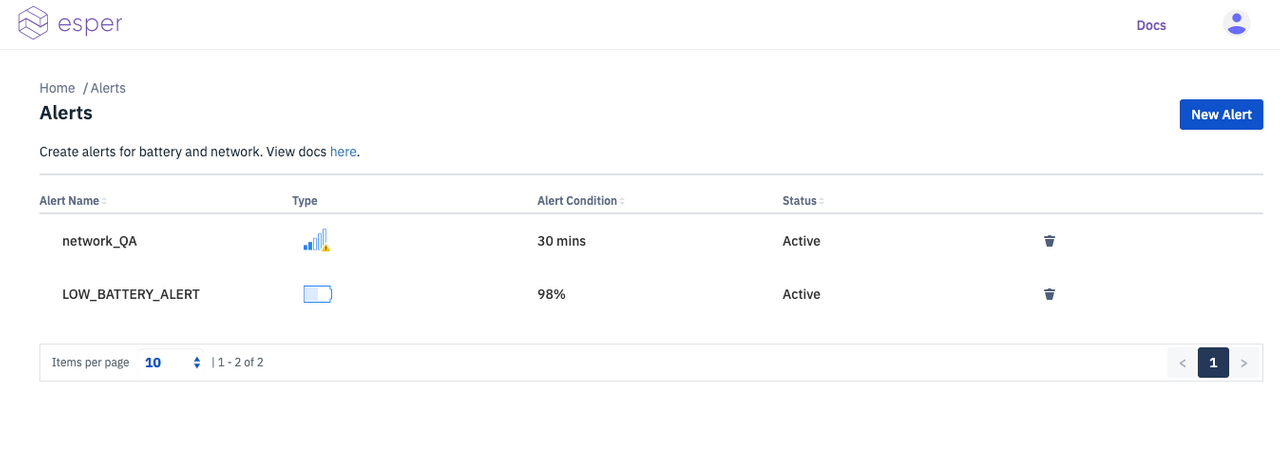 esper
Docs
Home / Alerts
Alerts
New Alert
Create alerts for battery and network. View docs here.
Alert Name Type Alert Condition Status
network_QA 30 mins Active
LOW_BATTERY_ALERT 98% Active
Items per page 10 | 1 - 2 of 2 < 1 >